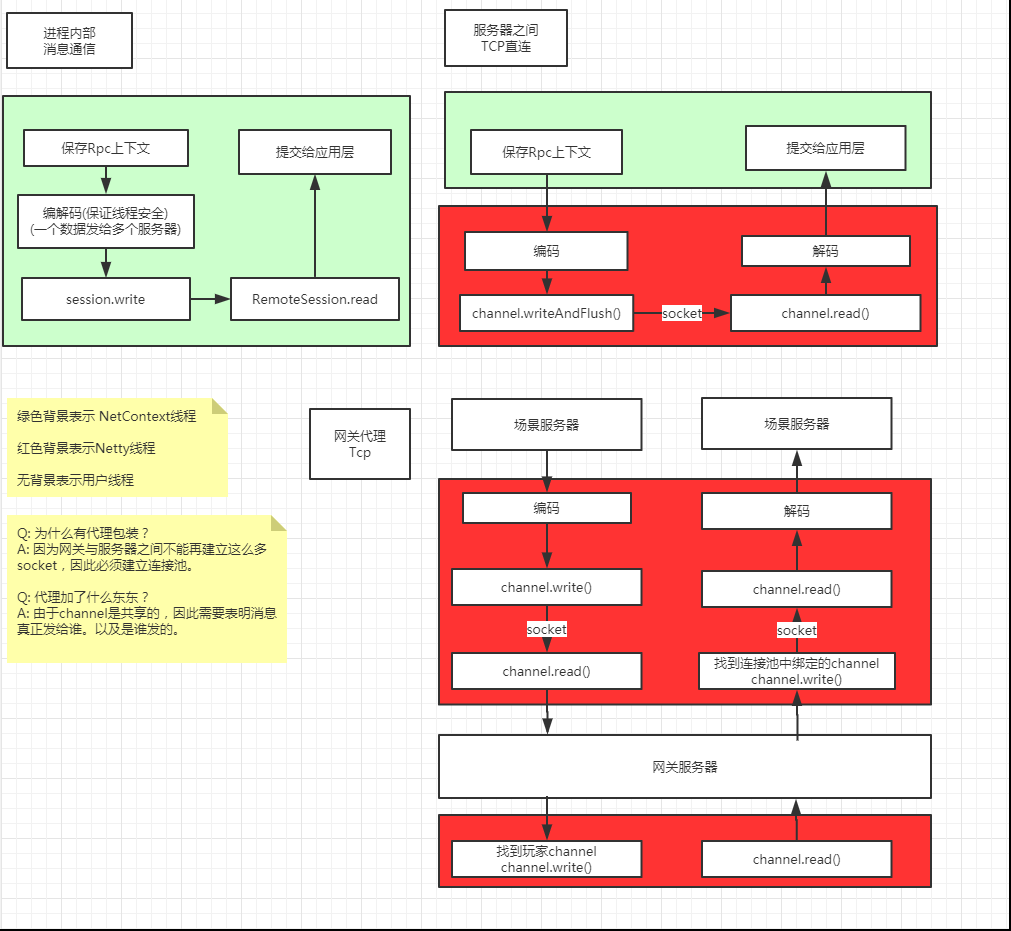 进程内部
消息通信
服务器之间
TCP直连
保存Rpc上下文
提交给应用层
编解码(保证线程安全)
(一个数据发给多个服务器)
session.write
RemoteSession.read
保存Rpc上下文
提交给应用层
编码
解码
channel.writeAndFlush()
socket
channel.read()
绿色背景表示 NetContext线程
红色背景表示Netty线程
无背景表示用户线程
Q: 为什么有代理包装？
A: 因为网关与服务器之间不能再建立这么多
socket，因此必须建立连接池。
Q: 代理加了什么东东？
A: 由于channel是共享的，因此需要表明消息
真正发给谁。以及是谁发的。
网关代理
Tcp
场景服务器
场景服务器
编码
解码
channel.write()
channel.read()
socket
socket
channel.read()
找到连接池中绑定的channel
channel.write()
网关服务器
找到玩家channel
channel.write()
channel.read()